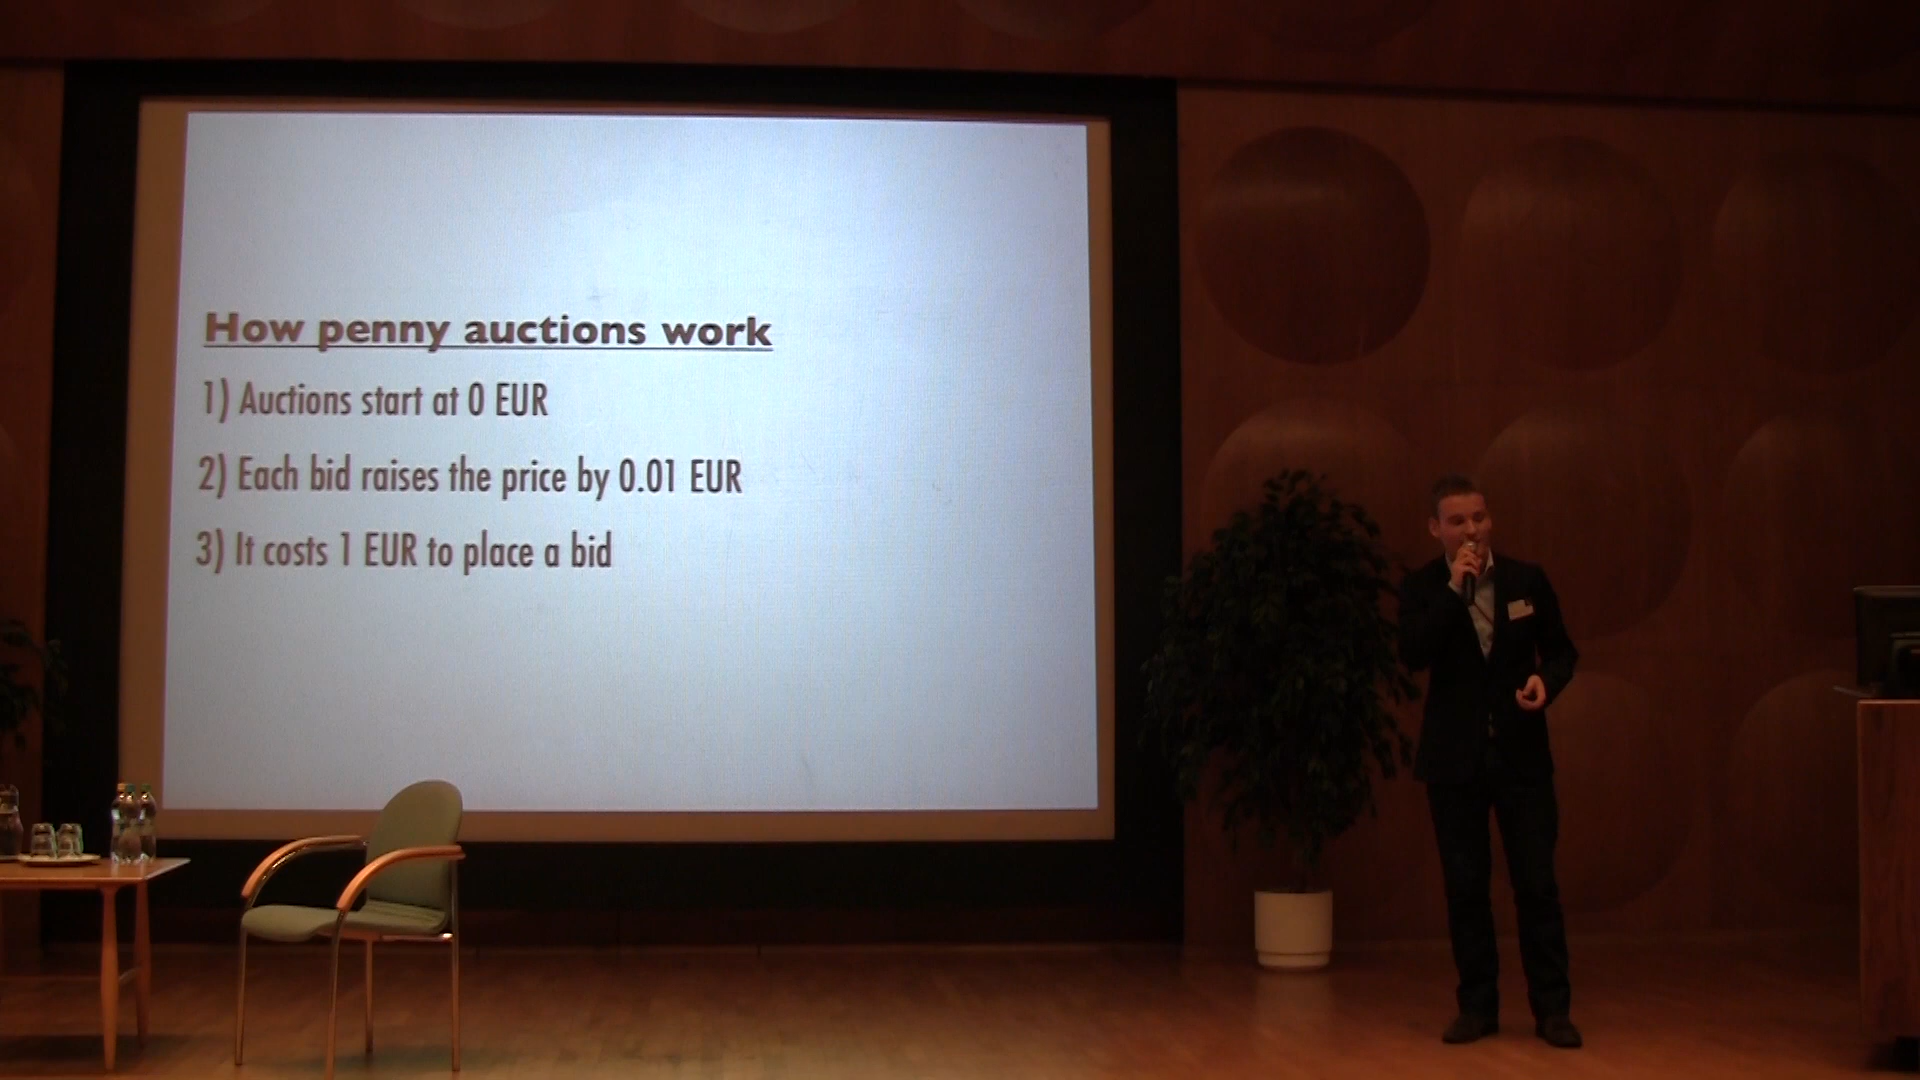 How penny auctions work
1) Auctions start at 0 EUR
2) Each bid raises the price by 0.01 EUR
3) It costs 1 EUR to place a bid